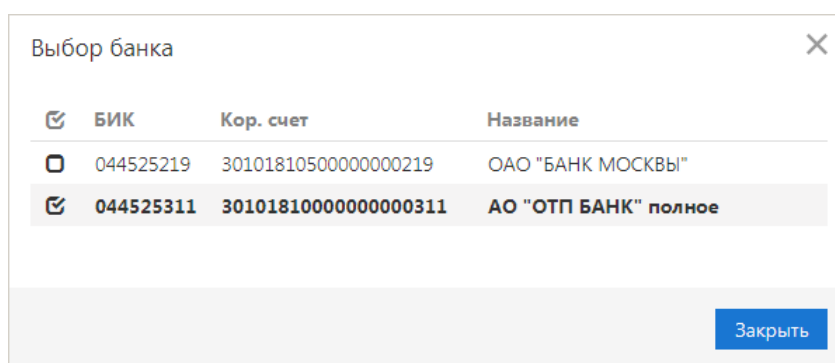 Выбор банка
БИК Кор. счет Название
044525219 30101810500000000219 ОАО "БАНК МОСКВЫ"
044525311 30101810000000000311 АО "ОТП БАНК" полное
Закрыть